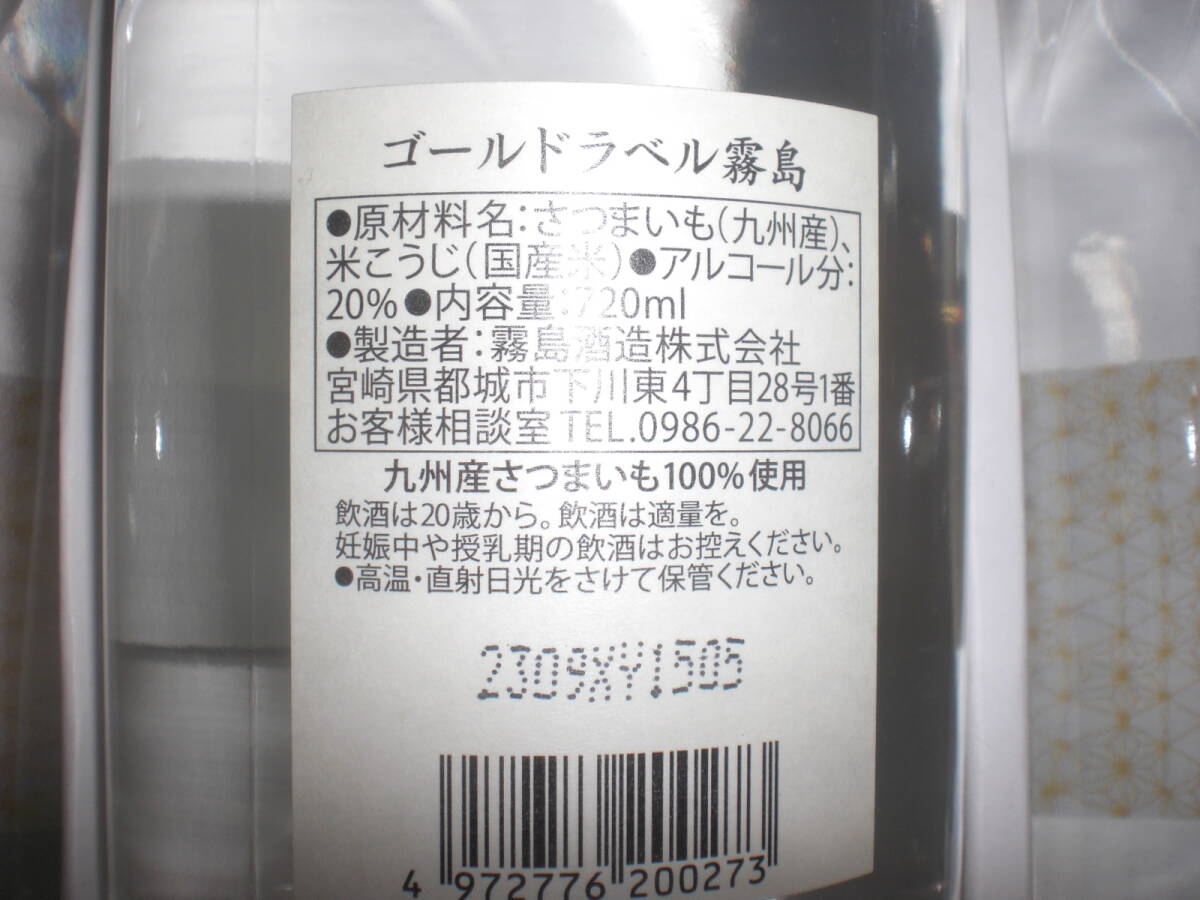 ゴールドラベル霧島
●原材料名:さつまいも(九州産)、
米こうじ(国産米)●アルコール分:
20%●内容量:720ml
●製造者:霧島酒造株式会社
宮崎県都城市下川東4丁目28号1番
お客様相談室 TEL.0986-22-8066
九州産さつまいも100%使用
飲酒は20歳から。飲酒は適量を。
妊娠中や授乳期の飲酒はお控えください。
●高温・直射日光をさけて保管ください。
2309XY1505
4 972776 200273